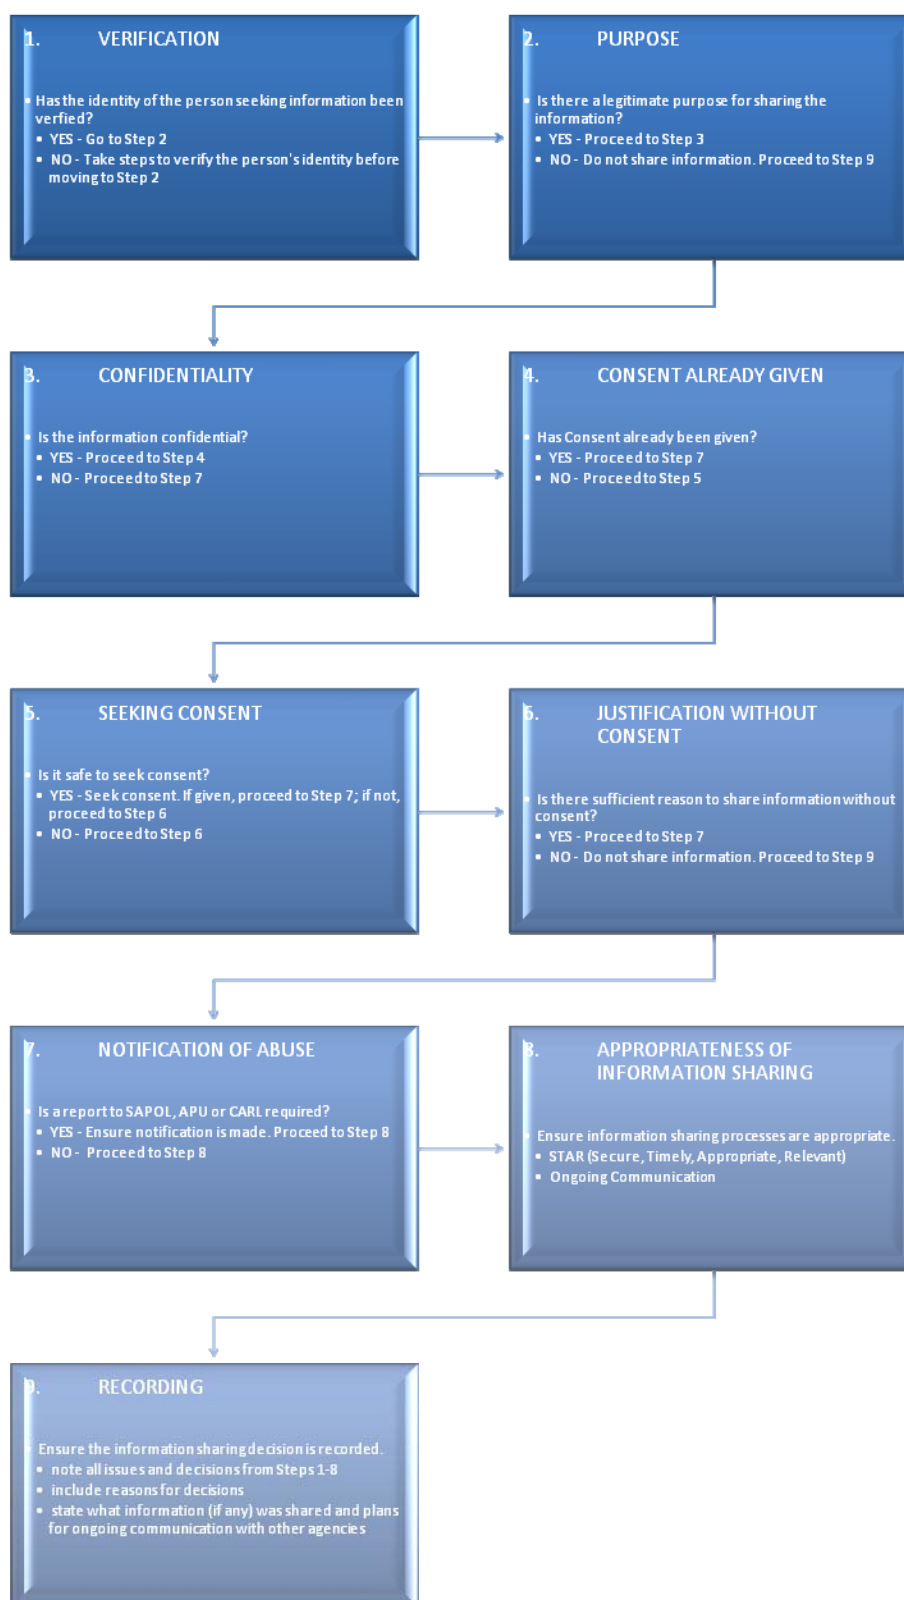 1. VERIFICATION
• Has the identity of the person seeking information been
verfied?
• YES - Go to Step 2
• NO - Take steps to verify the person's identity before
moving to Step 2
2. PURPOSE
• Is there a legitimate purpose for sharing the
information?
• YES - Proceed to Step 3
• NO - Do not share information. Proceed to Step 9
3. CONFIDENTIALITY
• Is the information confidential?
• YES - Proceed to Step 4
• NO - Proceed to Step 7
4. CONSENT ALREADY GIVEN
• Has Consent already been given?
• YES - Proceed to Step 7
• NO - Proceed to Step 5
5. SEEKING CONSENT
• Is it safe to seek consent?
• YES - Seek consent. If given, proceed to Step 7; if not,
proceed to Step 6
• NO - Proceed to Step 6
6. JUSTIFICATION WITHOUT
CONSENT
• Is there sufficient reason to share information without
consent?
• YES - Proceed to Step 7
• NO - Do not share information. Proceed to Step 9
7. NOTIFICATION OF ABUSE
• Is a report to SAPOL, APU or CARL required?
• YES - Ensure notification is made. Proceed to Step 8
• NO - Proceed to Step 8
8. APPROPRIATENESS OF
INFORMATION SHARING
• Ensure information sharing processes are appropriate.
• STAR (Secure, Timely, Appropriate, Relevant)
• Ongoing Communication
9. RECORDING
• Ensure the information sharing decision is recorded.
• note all issues and decisions from Steps 1-8
• include reasons for decisions
• state what information (if any) was shared and plans
for ongoing communication with other agencies